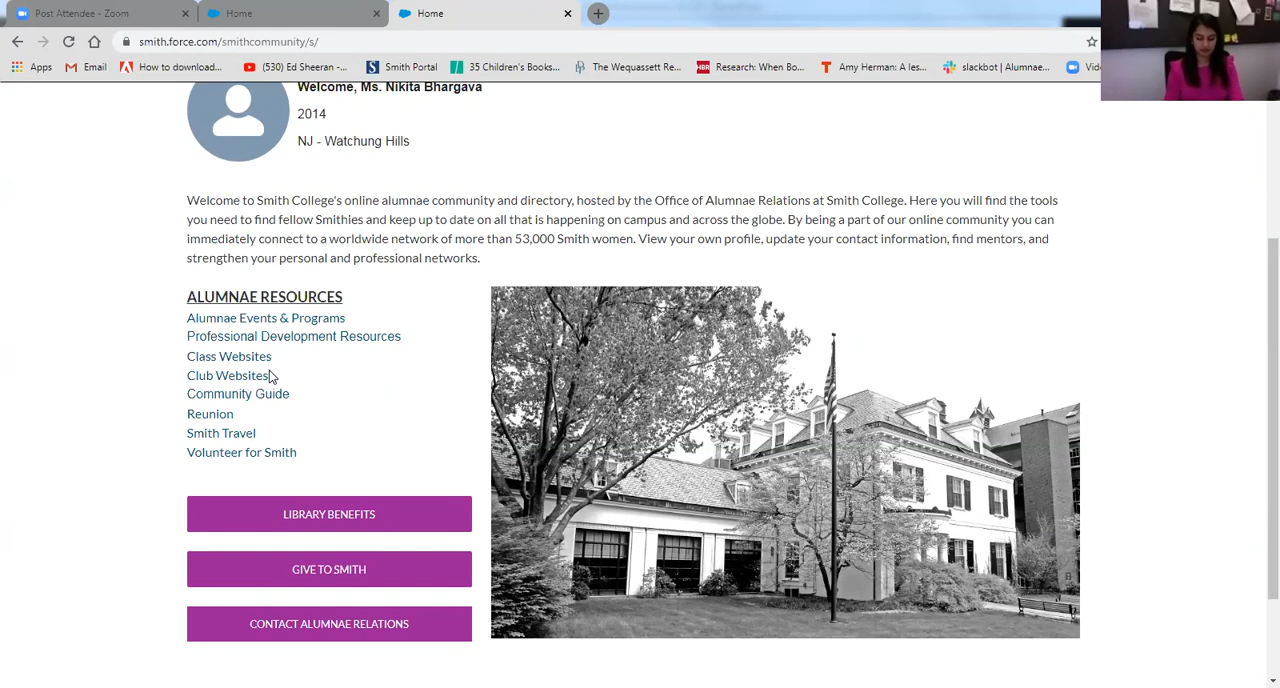 Post Attendee - Zoom
Home
Home
smith.force.com/smithcommunity/s/
Apps
Email
How to download...
(530) Ed Sheeran -...
Smith Portal
35 Children's Books...
The Wequassett Re...
HBR
Research: When Bo...
Amy Herman: A les...
slackbot | Alumnae...
Vide
Welcome, Ms. Nikita Bhargava
2014
NJ - Watchung Hills
Welcome to Smith College's online alumnae community and directory, hosted by the Office of Alumnae Relations at Smith College. Here you will find the tools
you need to find fellow Smithies and keep up to date on all that is happening on campus and across the globe. By being a part of our online community you can
immediately connect to a worldwide network of more than 53,000 Smith women. View your own profile, update your contact information, find mentors, and
strengthen your personal and professional networks.
ALUMNAE RESOURCES
Alumnae Events & Programs
Professional Development Resources
Class Websites
Club Websites
Community Guide
Reunion
Smith Travel
Volunteer for Smith
LIBRARY BENEFITS
GIVE TO SMITH
CONTACT ALUMNAE RELATIONS